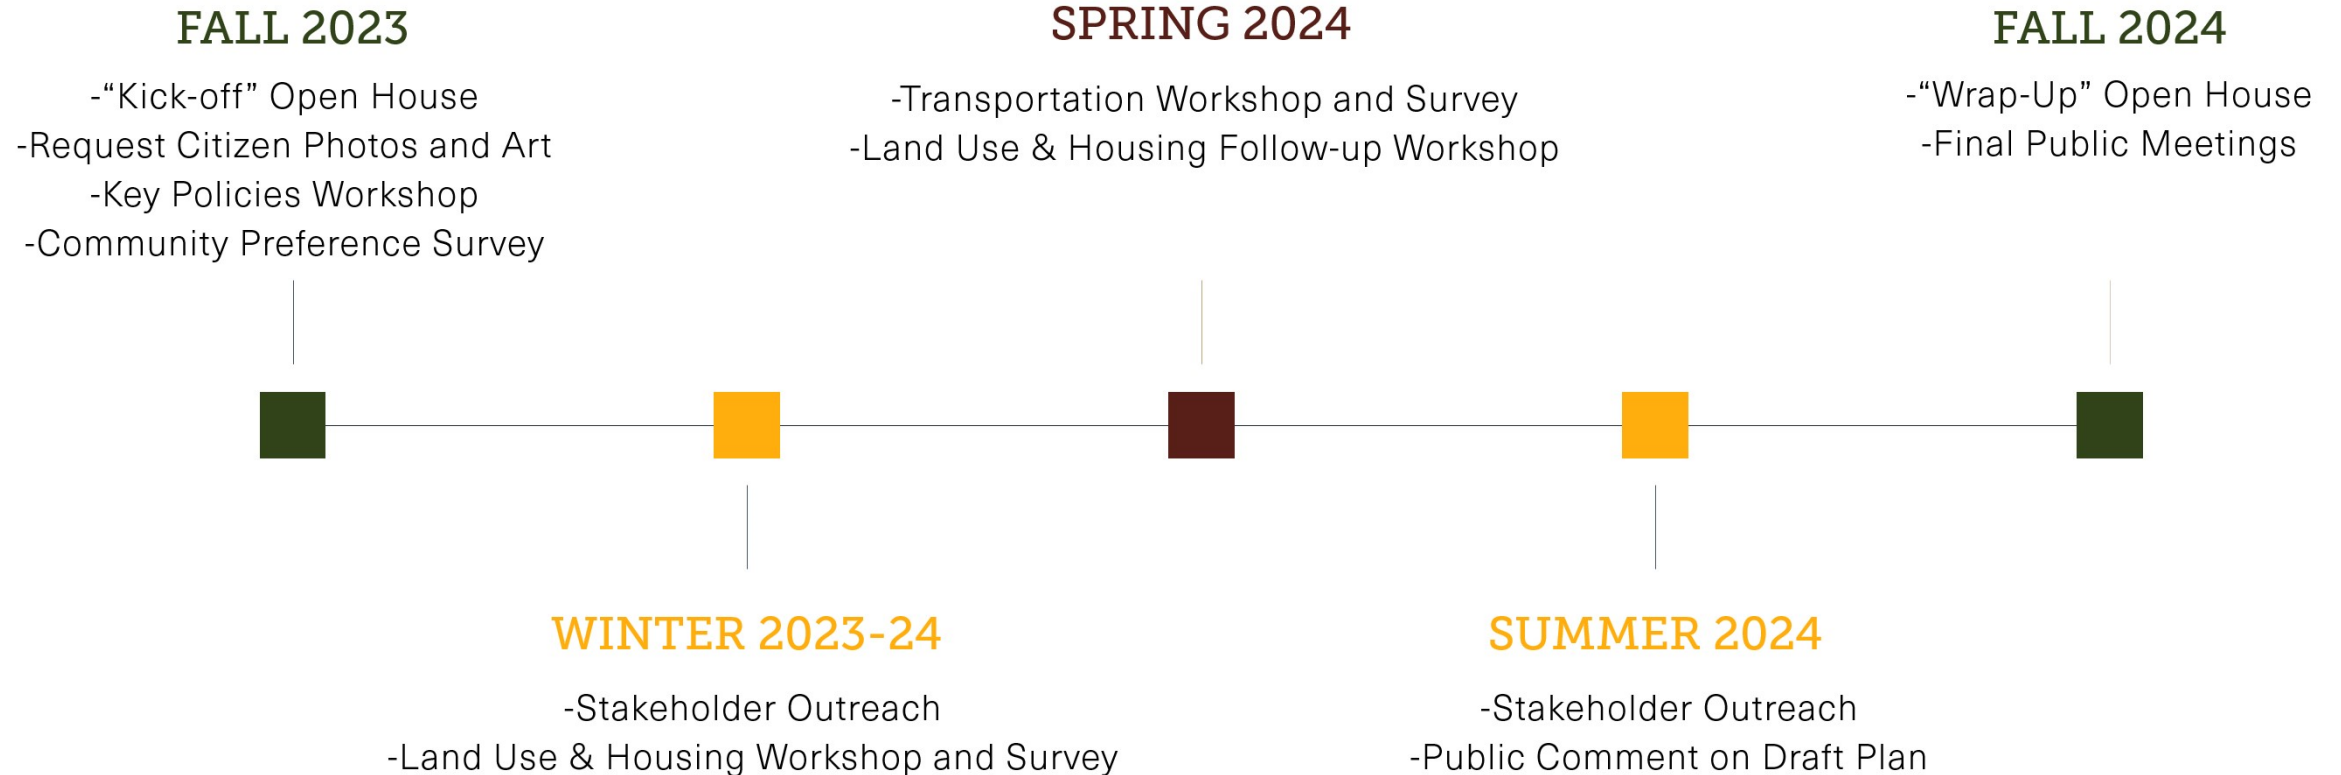 FALL 2023
-“Kick-off” Open House
-Request Citizen Photos and Art
-Key Policies Workshop
-Community Preference Survey
WINTER 2023-24
-Stakeholder Outreach
-Land Use & Housing Workshop and Survey
SPRING 2024
-Transportation Workshop and Survey
-Land Use & Housing Follow-up Workshop
SUMMER 2024
-Stakeholder Outreach
-Public Comment on Draft Plan
FALL 2024
-“Wrap-Up” Open House
-Final Public Meetings